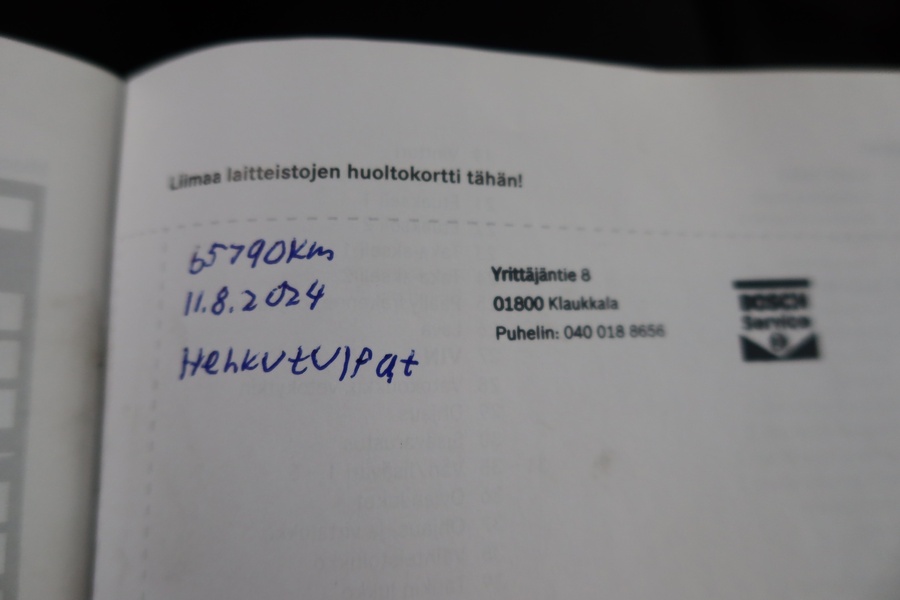 Liimaa laitteistojen huoltokortti tähän!
65790km
11.8.2024
Hehkutulpat
Yrittäjäntie 8
01800 Klaukkala
Puhelin: 040 018 8656
BOSCH
Service